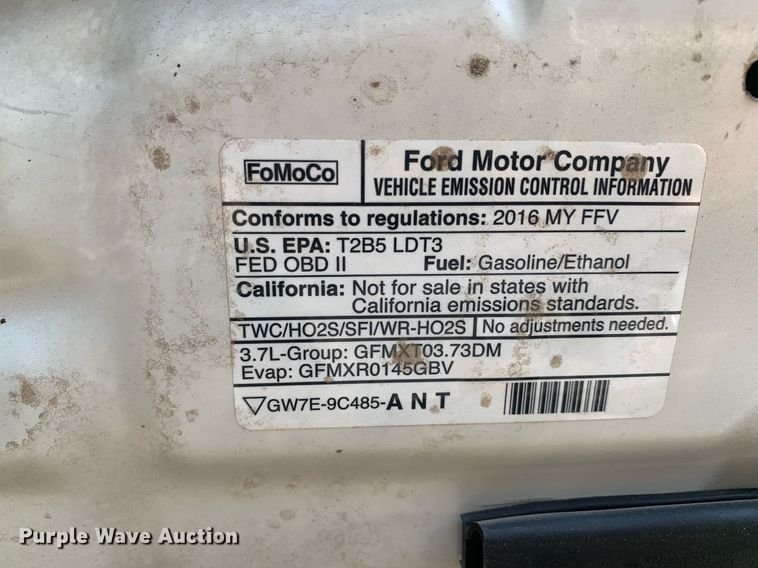 FoMoCo
Ford Motor Company
VEHICLE EMISSION CONTROL INFORMATION
Conforms to regulations: 2016 MY FFV
U.S. EPA: T2B5 LDT3
FED OBD II Fuel: Gasoline/Ethanol
California: Not for sale in states with
California emissions standards.
TWC/HO2S/SFI/WR-HO2S No adjustments needed.
3.7L-Group: GFMXT03.73DM
Evap: GFMXR0145GBV
GW7E-9C485-A N T
Purple Wave Auction